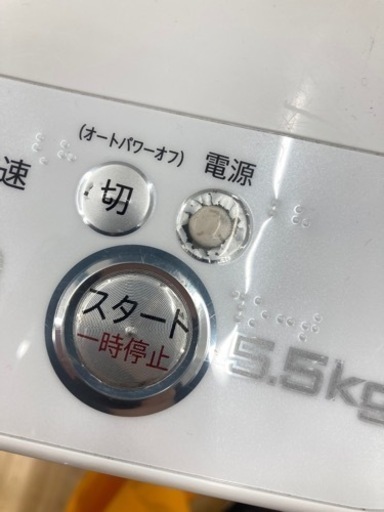 (オートパワーオフ)
電源
速
切
スタート
一時停止
5.5kg